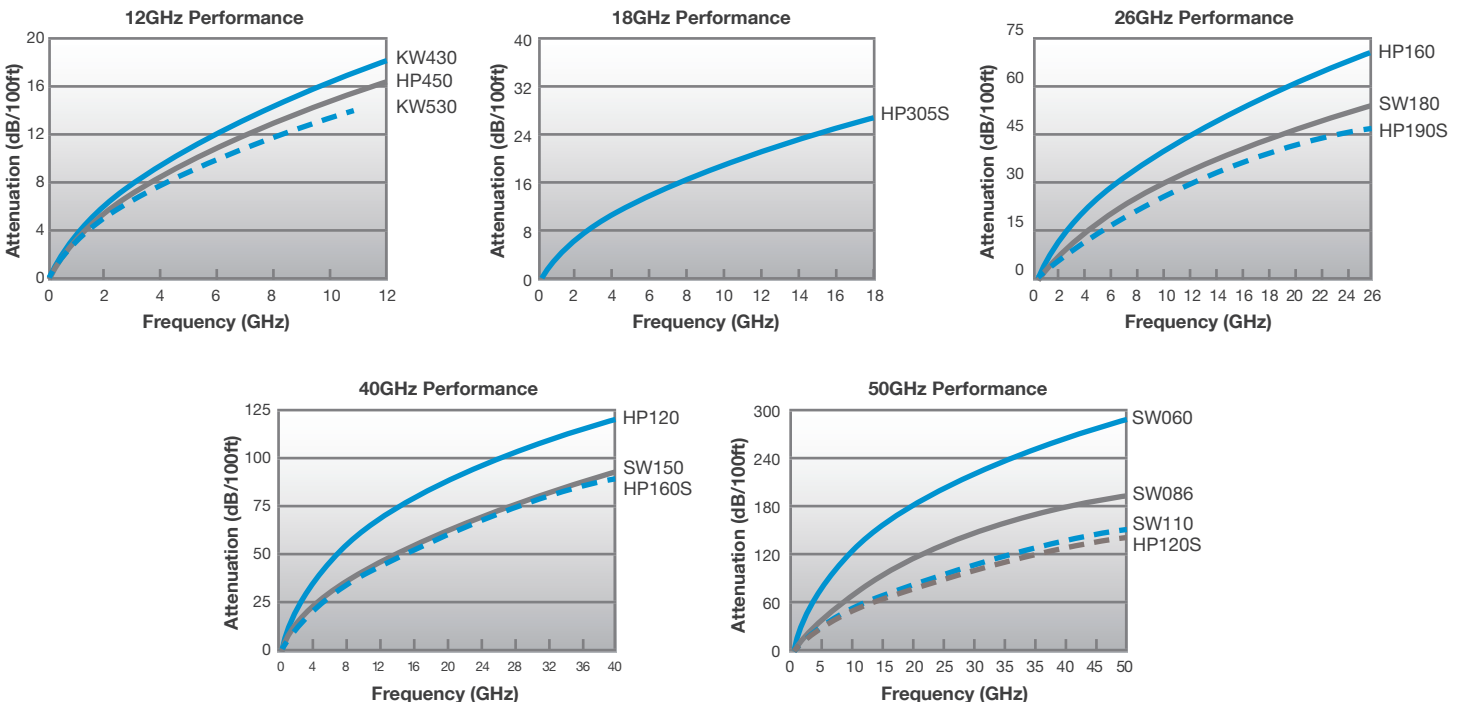 12GHz Performance
Attenuation (dB/100ft)
20
16
12
8
4
0
0 2 4 6 8 10 12
Frequency (GHz)
KW430
HP450
KW530
18GHz Performance
Attenuation (dB/100ft)
40
32
24
16
8
0
0 2 4 6 8 10 12 14 16 18
Frequency (GHz)
HP305S
26GHz Performance
Attenuation (dB/100ft)
75
60
45
30
15
0
0 2 4 6 8 10 12 14 16 18 20 22 24 26
Frequency (GHz)
HP160
SW180
HP190S
40GHz Performance
Attenuation (dB/100ft)
125
100
75
50
25
0
0 4 8 12 16 20 24 28 32 36 40
Frequency (GHz)
HP120
SW150
HP160S
50GHz Performance
Attenuation (dB/100ft)
300
240
180
120
60
0
0 5 10 15 20 25 30 35 40 45 50
Frequency (GHz)
SW060
SW086
SW110
HP120S